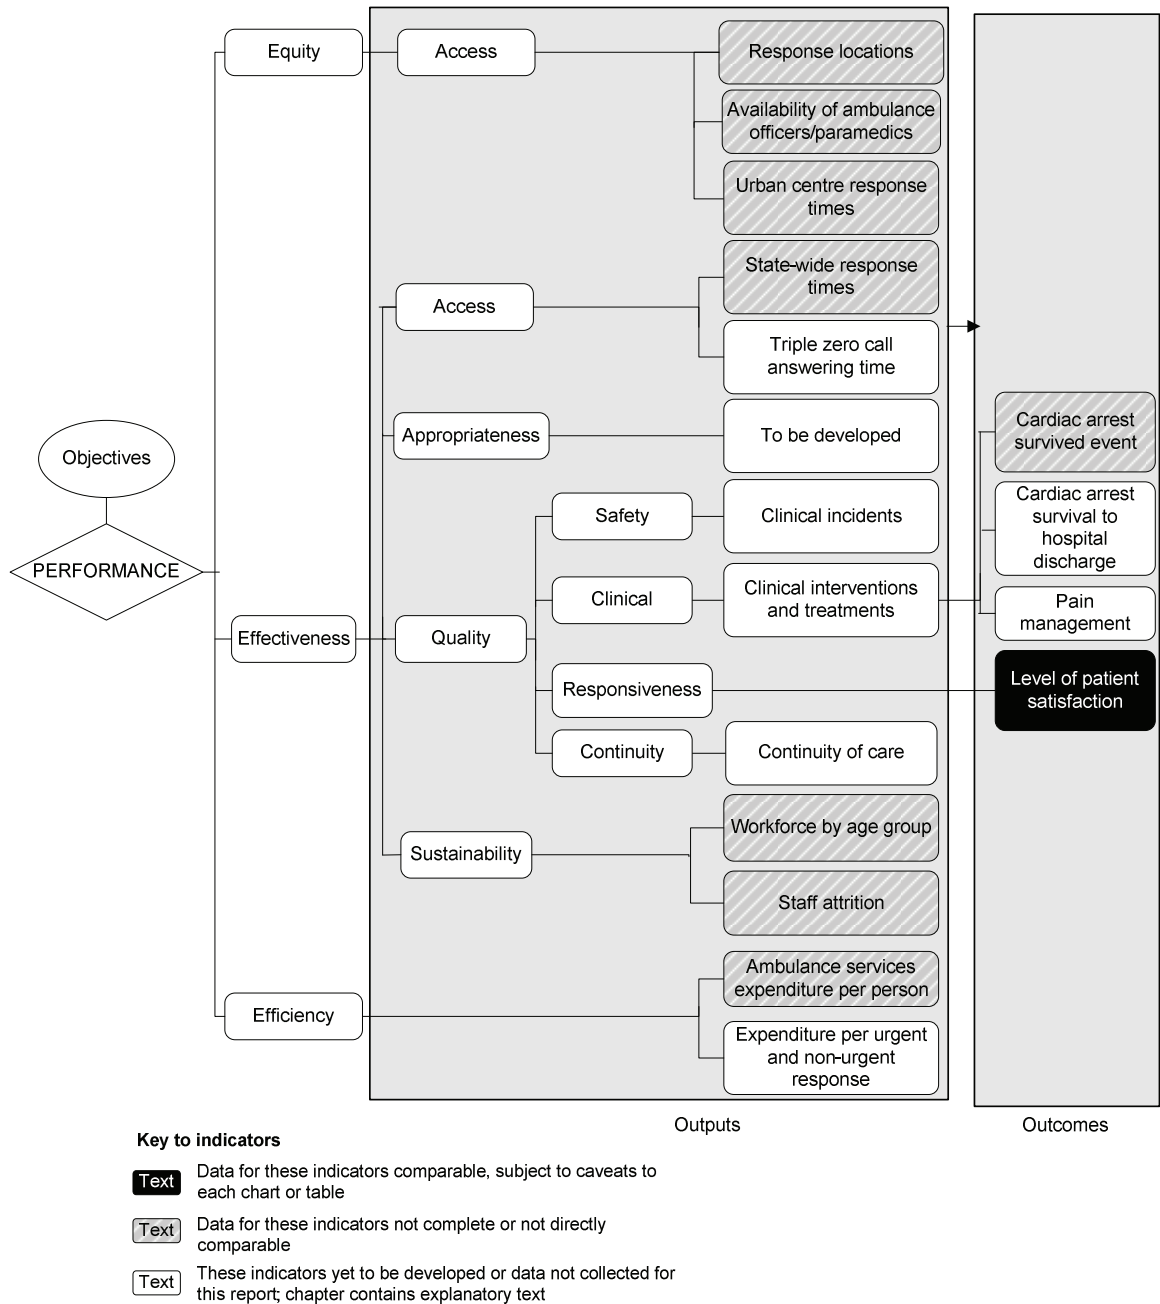 Equity
Access
Response locations
Availability of ambulance
officers/paramedics
Urban centre response
times
State-wide response
times
Access
Triple zero call
answering time
Appropriateness
To be developed
Cardiac arrest
survived event
Objectives
Safety
Clinical incidents
Cardiac arrest
survival to
hospital
discharge
PERFORMANCE
Clinical
Clinical interventions
and treatments
Pain
management
Effectiveness
Quality
Responsiveness
Level of patient
satisfaction
Continuity
Continuity of care
Workforce by age group
Sustainability
Staff attrition
Ambulance services
expenditure per person
Efficiency
Expenditure per urgent
and non-urgent
response
Outputs
Outcomes
Key to indicators
Text
Data for these indicators comparable, subject to caveats to
each chart or table
Text
Data for these indicators not complete or not directly
comparable
Text
These indicators yet to be developed or data not collected for
this report; chapter contains explanatory text